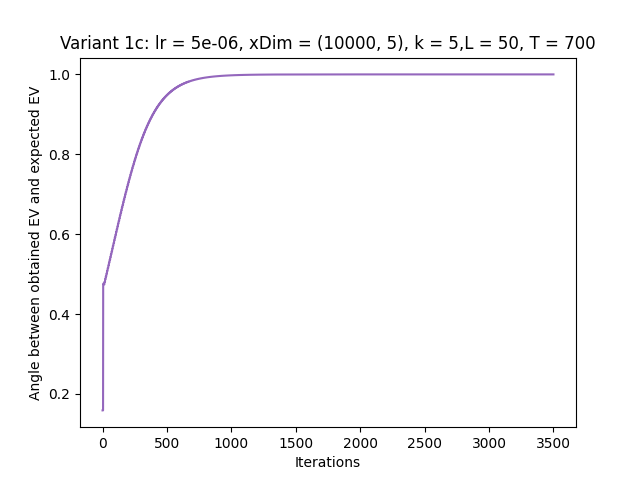 Variant 1c: lr = 5e-06, xDim = (10000, 5), k = 5,L = 50, T = 700
Angle between obtained EV and expected EV
1.0
0.8
0.6
0.4
0.2
0 500 1000 1500 2000 2500 3000 3500
Iterations